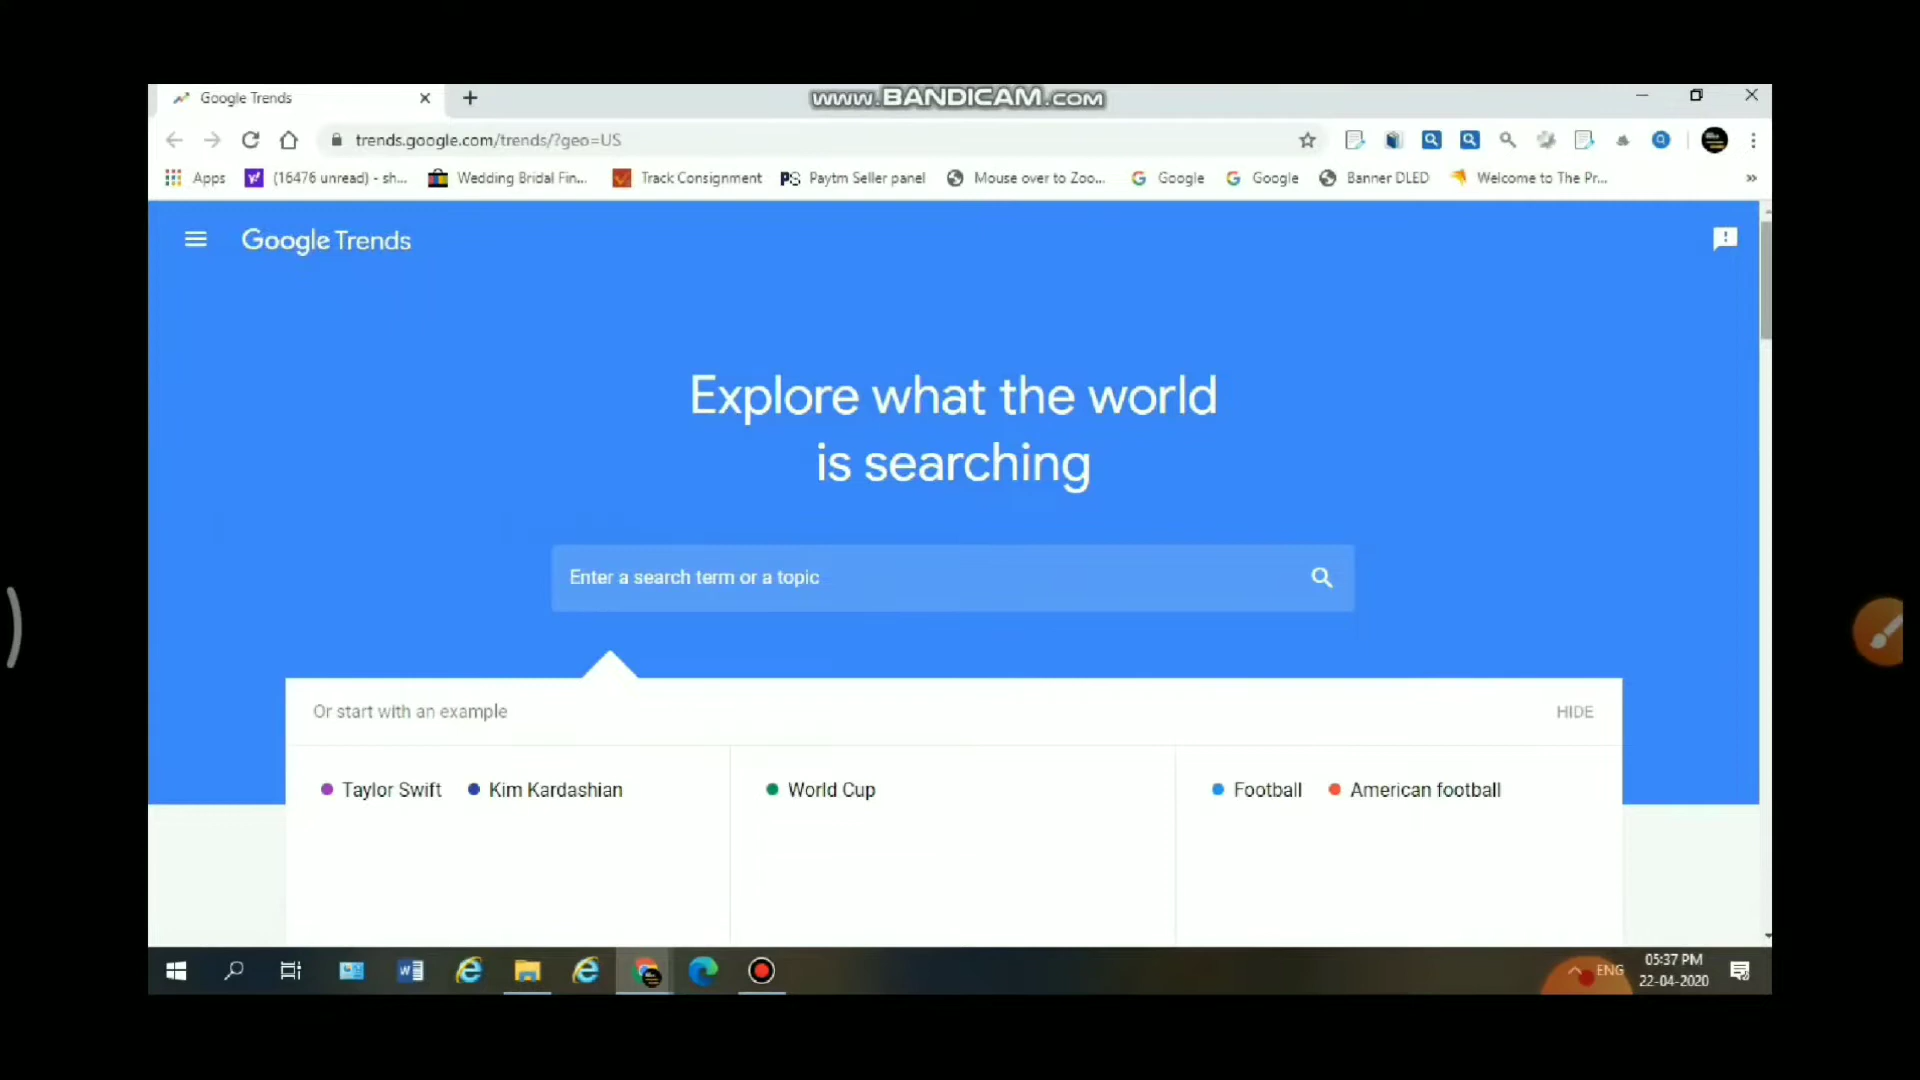 Google Trends
www.BANDICAM.com
trends.google.com/trends/?geo=US
Apps (16476 unread) - sh... Wedding Bridal Fin... Track Consignment Paytm Seller panel Mouse over to Zoo... Google Google Banner DLED Welcome to The Pr... »
Google Trends
Explore what the world
is searching
Enter a search term or a topic
Or start with an example HIDE
Taylor Swift Kim Kardashian World Cup Football American football
ENG 05:37 PM
22-04-2020